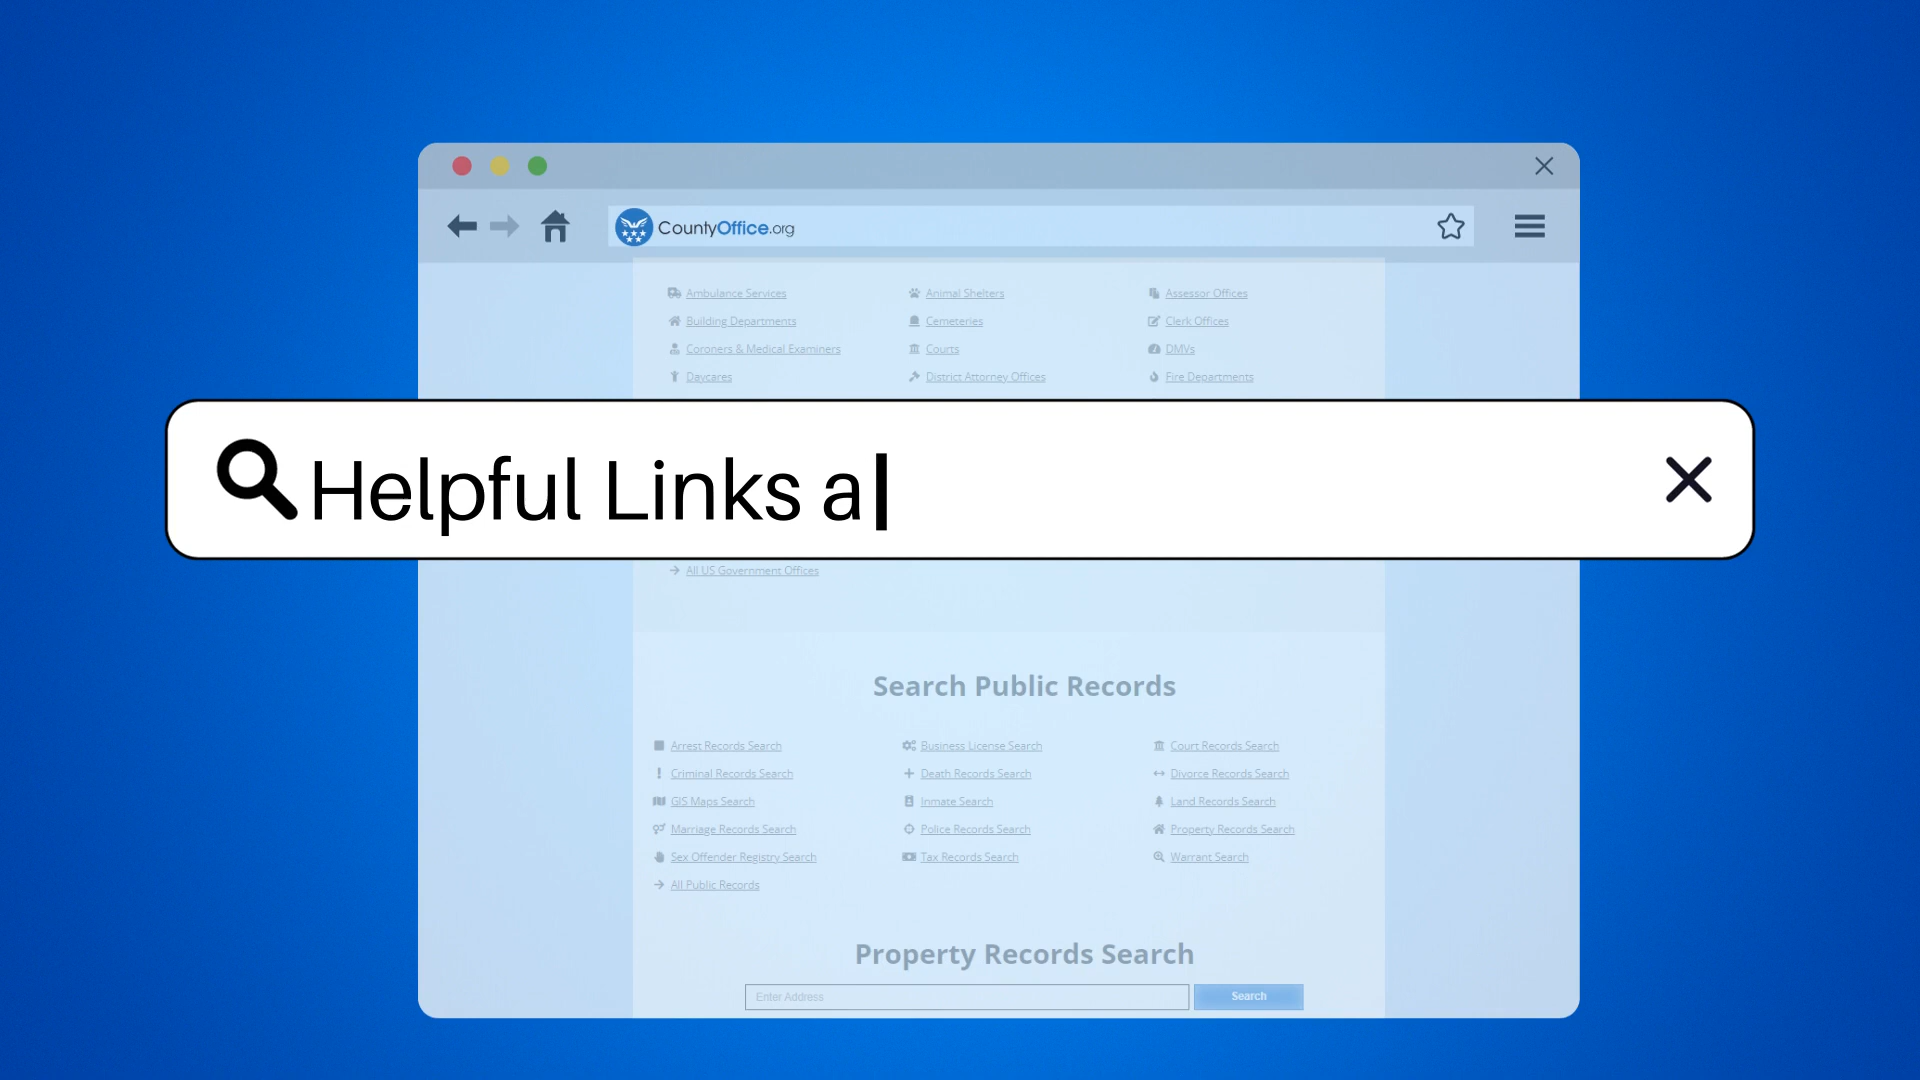 CountyOffice.org
Ambulance Services Animal Shelters Assessor Offices
Building Departments Cemeteries Clerk Offices
Coroners & Medical Examiners Courts DMVs
Daycares District Attorney Offices Fire Departments
Helpful Links a
All US Government Offices
Search Public Records
Arrest Records Search Business License Search Court Records Search
Criminal Records Search Death Records Search Divorce Records Search
GIS Maps Search Inmate Search Land Records Search
Marriage Records Search Police Records Search Property Records Search
Sex Offender Registry Search Tax Records Search Warrant Search
All Public Records
Property Records Search
Enter Address Search